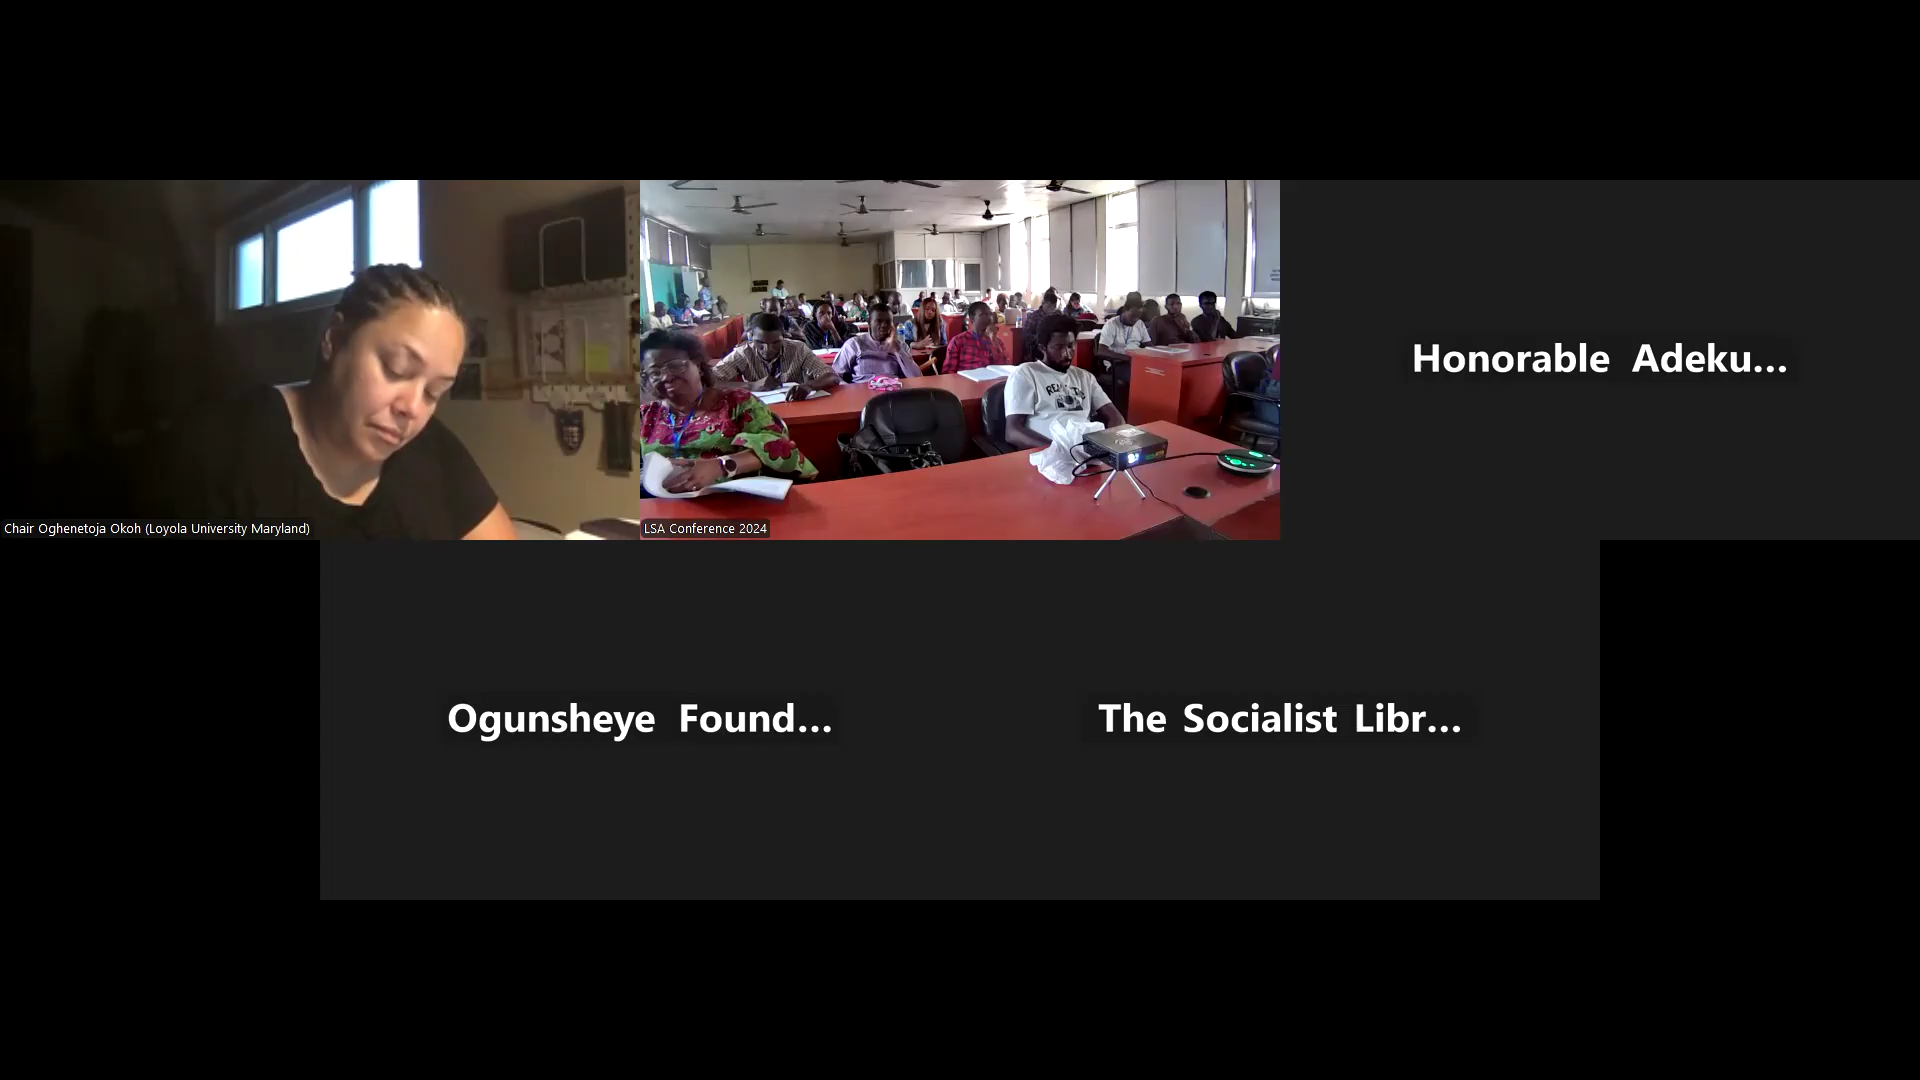 Honorable Adeku...
Chair Oghenetoja Okoh (Loyola University Maryland)
LSA Conference 2024
Ogunsheye Found...
The Socialist Libr...